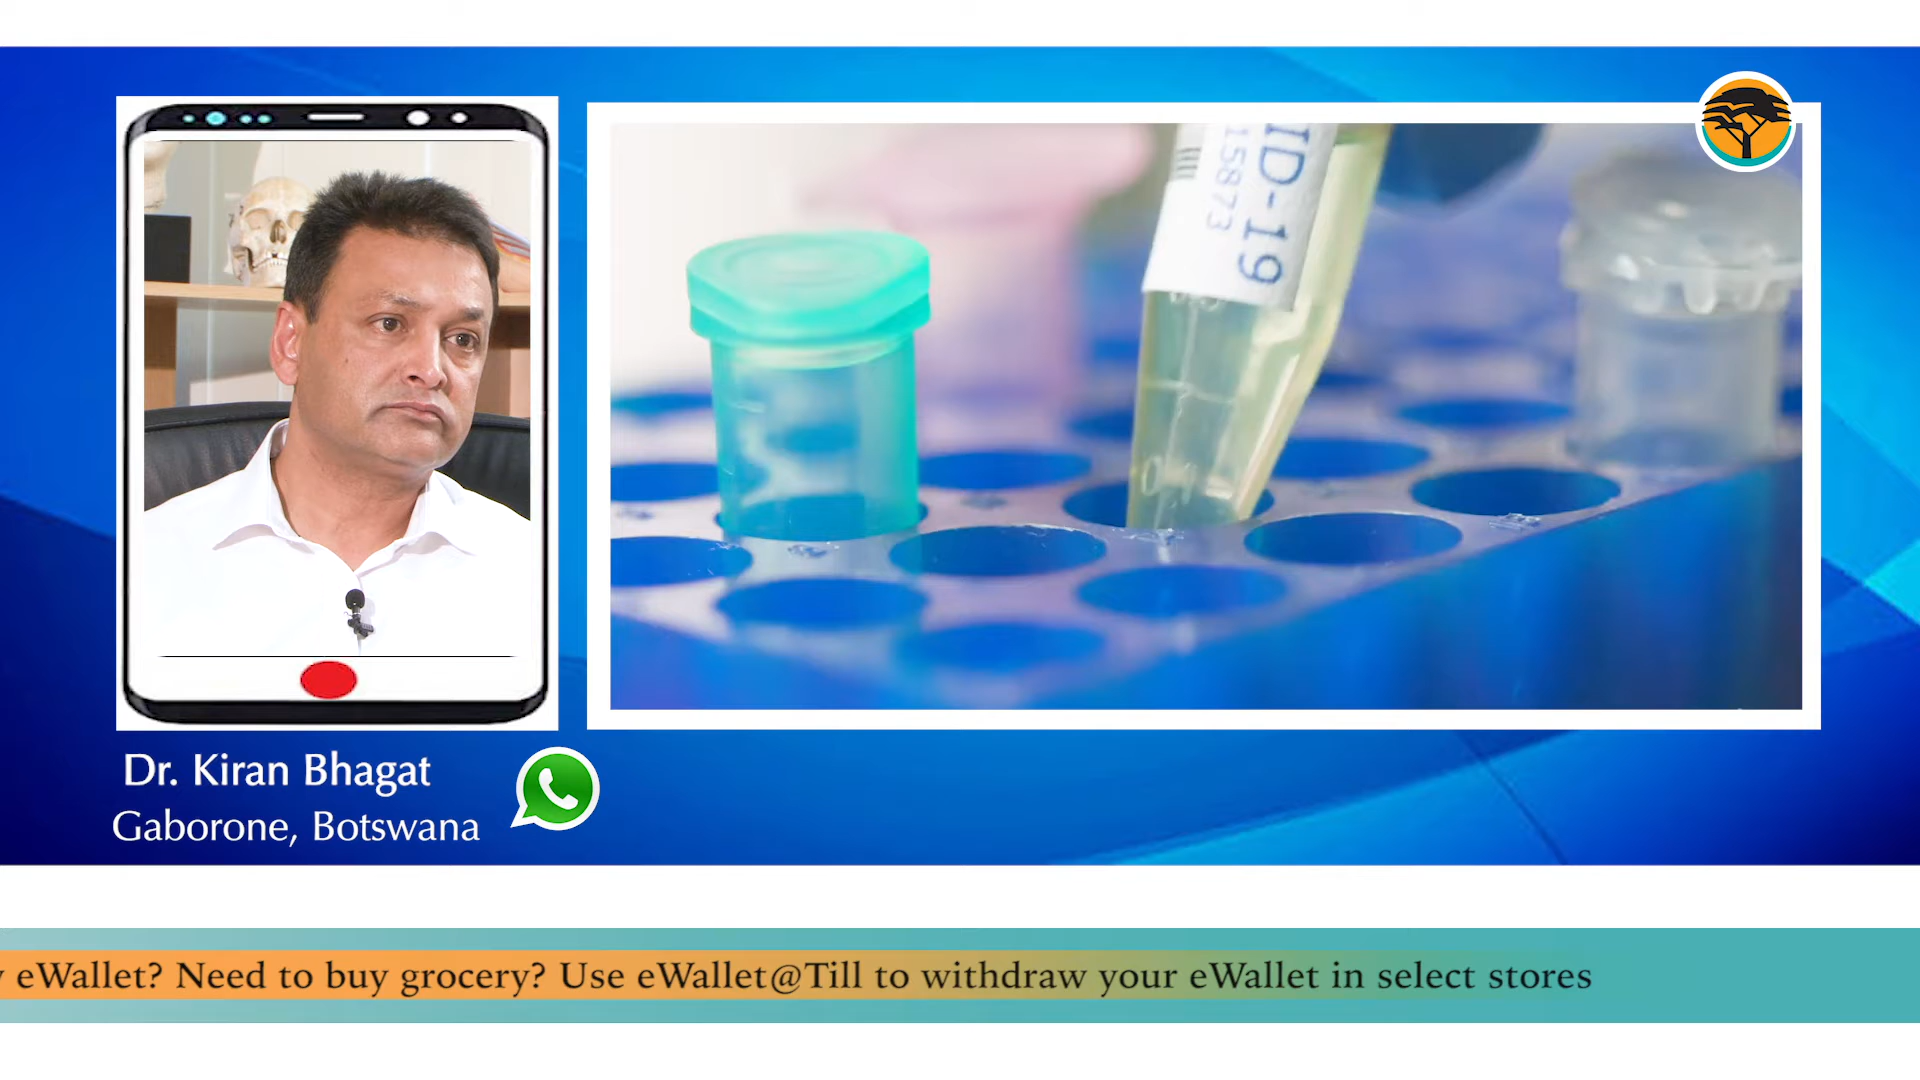 ID-19
15873
Dr. Kiran Bhagat
Gaborone, Botswana
eWallet? Need to buy grocery? Use eWallet@Till to withdraw your eWallet in select stores